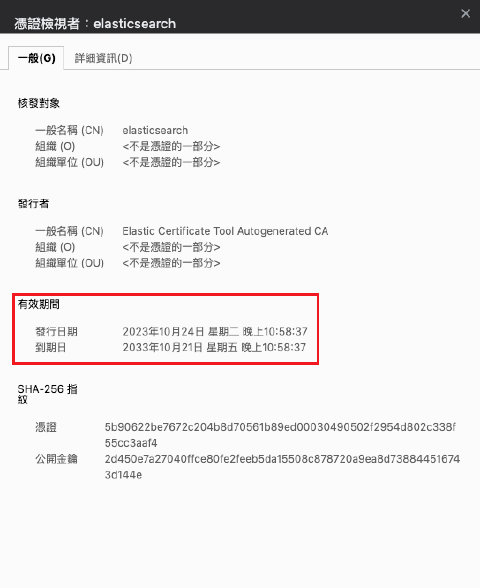 憑證檢視者：elasticsearch
一般(G) 詳細資訊(D)
核發對象
一般名稱 (CN) elasticsearch
組織 (O) <不是憑證的一部分>
組織單位 (OU) <不是憑證的一部分>
發行者
一般名稱 (CN) Elastic Certificate Tool Autogenerated CA
組織 (O) <不是憑證的一部分>
組織單位 (OU) <不是憑證的一部分>
有效期間
發行日期 2023年10月24日 星期二 晚上10:58:37
到期日 2033年10月21日 星期五 晚上10:58:37
SHA-256 指
紋
憑證 5b90622be7672c204b8d70561b89ed00030490502f2954d802c338f
55cc3aaf4
公開金鑰 2d450e7a27040ffce80fe2feeb5da15508c878720a9ea8d73884451674
3d144e